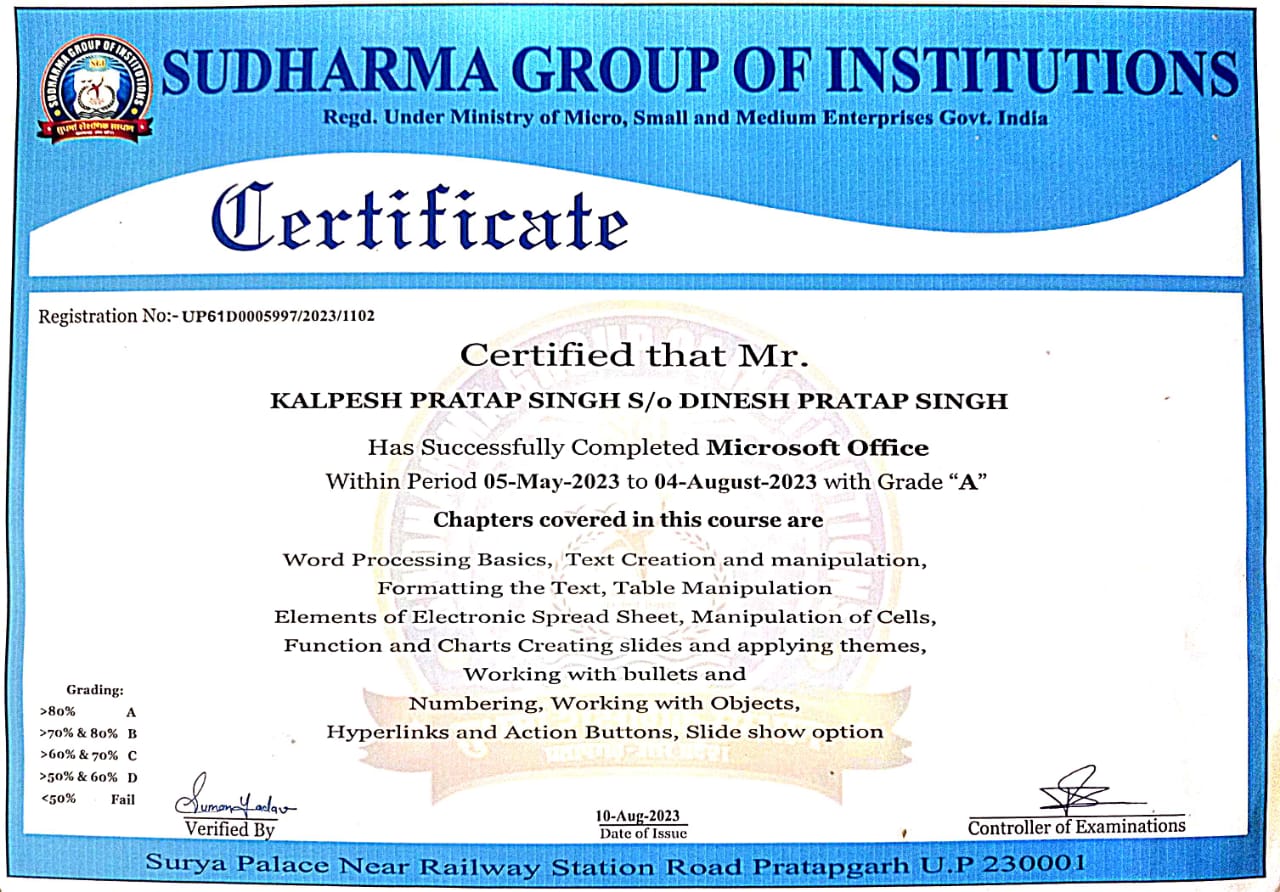 SUDHARMA GROUP OF INSTITUTIONS
SGI
सुधर्मा शैक्षणिक संस्थान
SUDHARMA GROUP OF INSTITUTIONS
Regd. Under Ministry of Micro, Small and Medium Enterprises Govt. India
Certificate
Registration No:- UP61D0005997/2023/1102
Certified that Mr.
KALPESH PRATAP SINGH S/o DINESH PRATAP SINGH
Has Successfully Completed Microsoft Office
Within Period 05-May-2023 to 04-August-2023 with Grade “A”
Chapters covered in this course are
Word Processing Basics, Text Creation and manipulation,
Formatting the Text, Table Manipulation
Elements of Electronic Spread Sheet, Manipulation of Cells,
Function and Charts Creating slides and applying themes,
Working with bullets and
Numbering, Working with Objects,
Hyperlinks and Action Buttons, Slide show option
Grading:
>80% A
>70% & 80% B
>60% & 70% C
>50% & 60% D
<50% Fail
Suman Yadav
Verified By
10-Aug-2023
Date of Issue
Controller of Examinations
Surya Palace Near Railway Station Road Pratapgarh U.P 230001